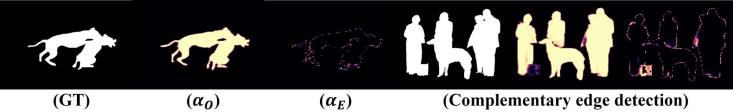 (GT) (α_O) (α_E) (Complementary edge detection)